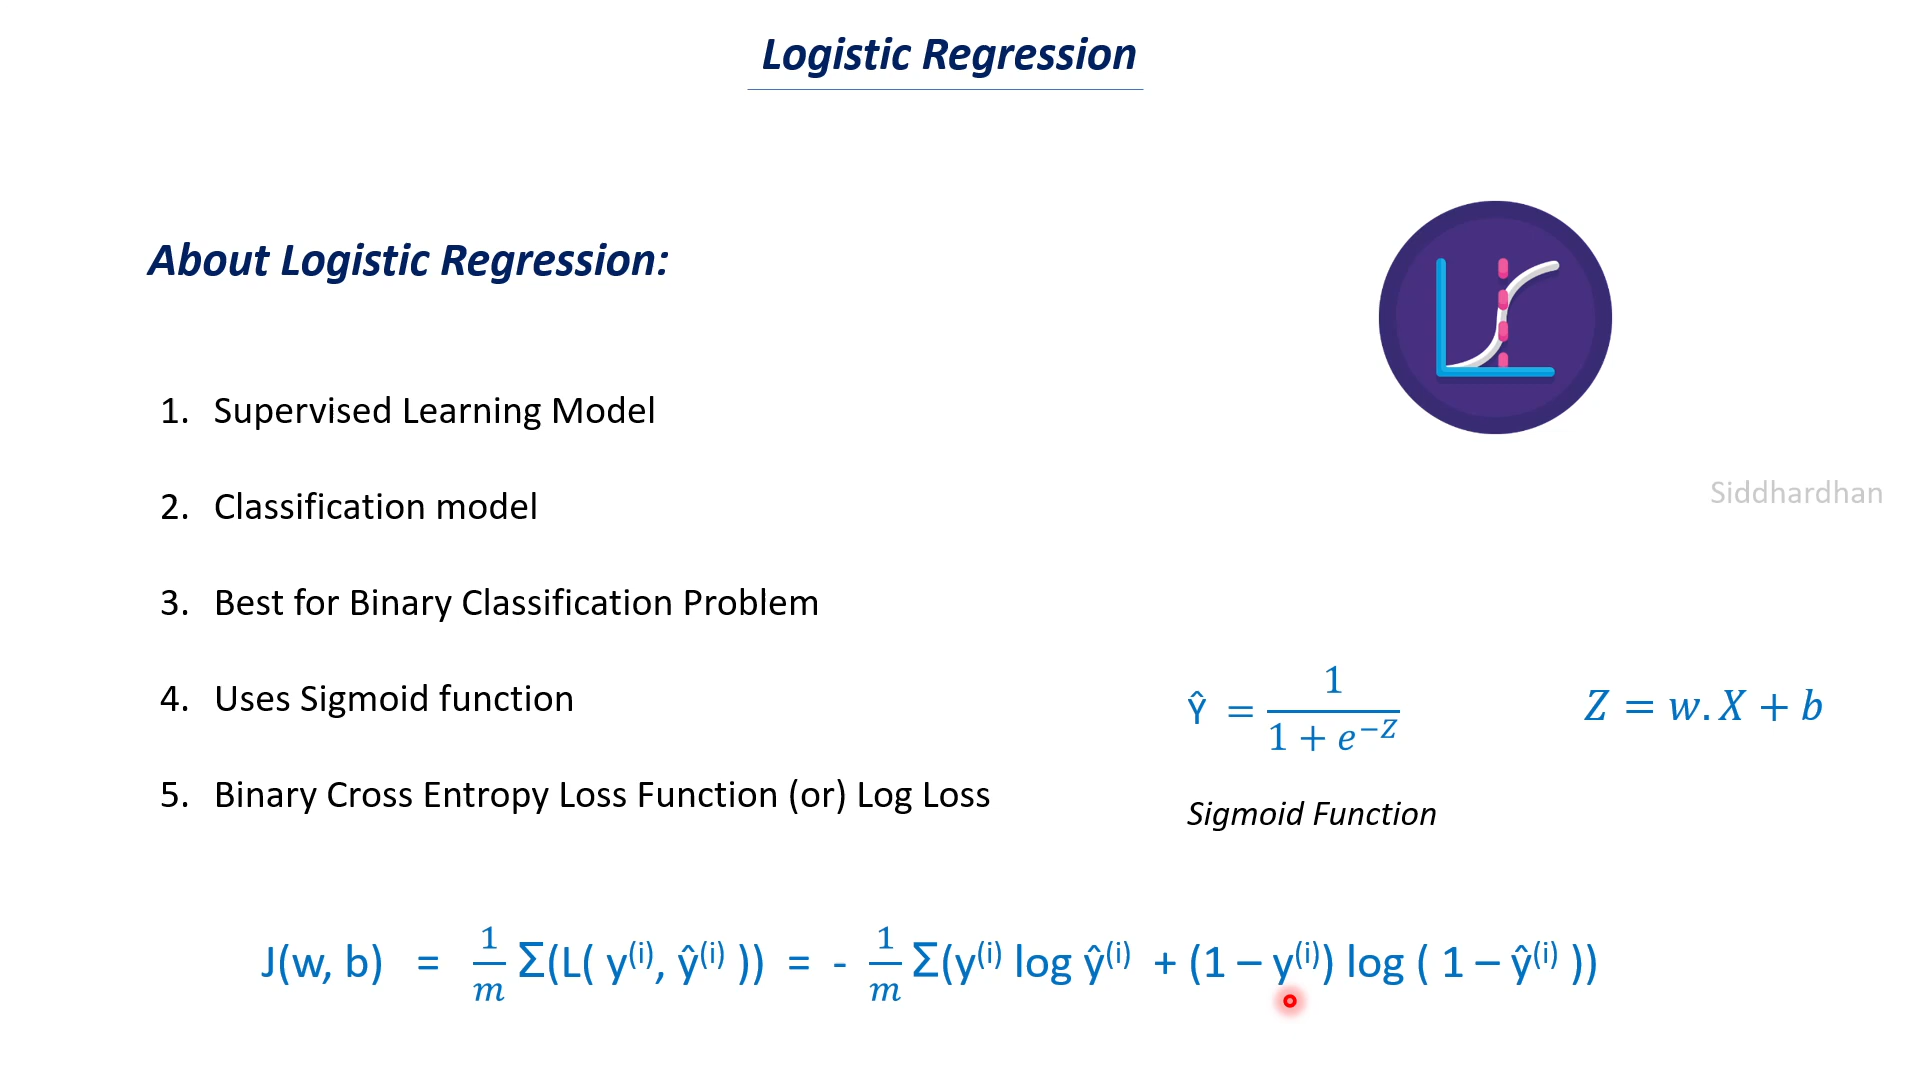 Logistic Regression
About Logistic Regression:
1. Supervised Learning Model
2. Classification model
3. Best for Binary Classification Problem
4. Uses Sigmoid function
5. Binary Cross Entropy Loss Function (or) Log Loss
Siddhardhan
Ŷ = 1 / (1 + e^(−Z))
Z = w.X + b
Sigmoid Function
J(w, b) = 1/m Σ(L( y⁽ⁱ⁾, ŷ⁽ⁱ⁾ )) = - 1/m Σ(y⁽ⁱ⁾ log ŷ⁽ⁱ⁾ + (1 – y⁽ⁱ⁾) log ( 1 – ŷ⁽ⁱ⁾ ))